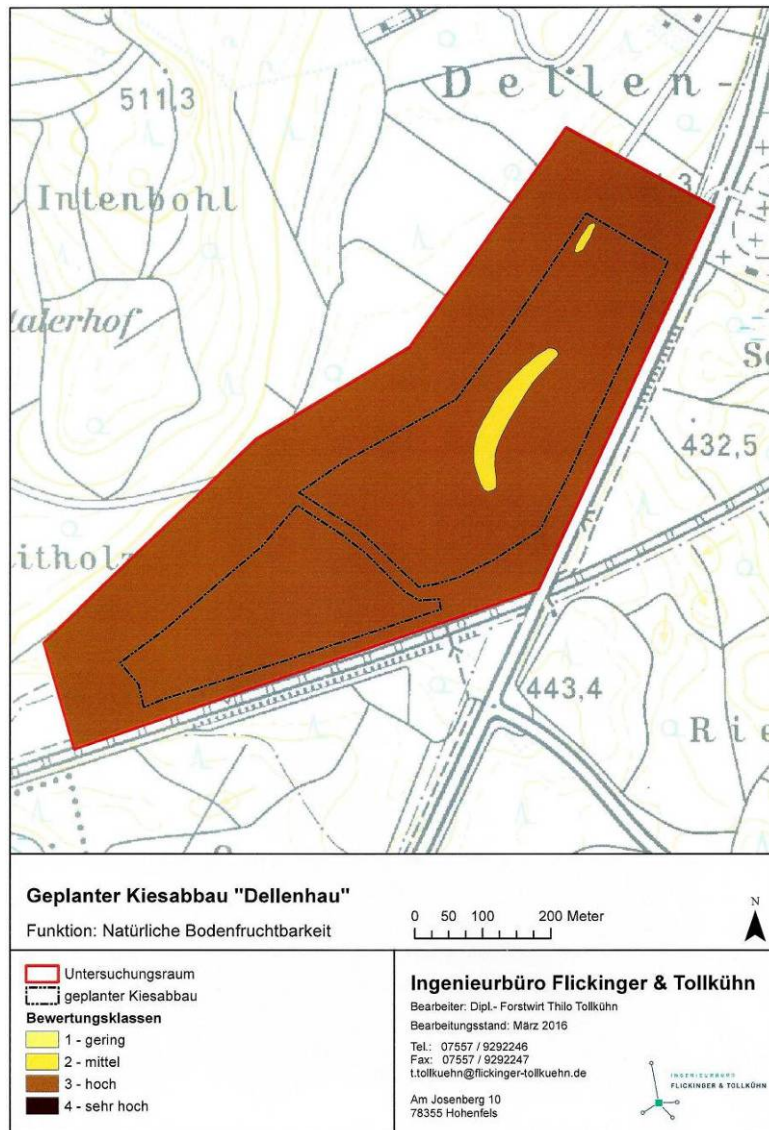 Dellen-
511,3
Intenbohl
alerhof
432,5
itholz
443,4
Rie
Geplanter Kiesabbau "Dellenhau"
Funktion: Natürliche Bodenfruchtbarkeit
0 50 100 200 Meter
N
Untersuchungsraum
geplanter Kiesabbau
Bewertungsklassen
1 - gering
2 - mittel
3 - hoch
4 - sehr hoch
Ingenieurbüro Flickinger & Tollkühn
Bearbeiter: Dipl.- Forstwirt Thilo Tollkühn
Bearbeitungsstand: März 2016
Tel.: 07557 / 9292246
Fax: 07557 / 9292247
t.tollkuehn@flickinger-tollkuehn.de
Am Josenberg 10
78355 Hohenfels
INGENIEURBÜRO
FLICKINGER & TOLLKÜHN